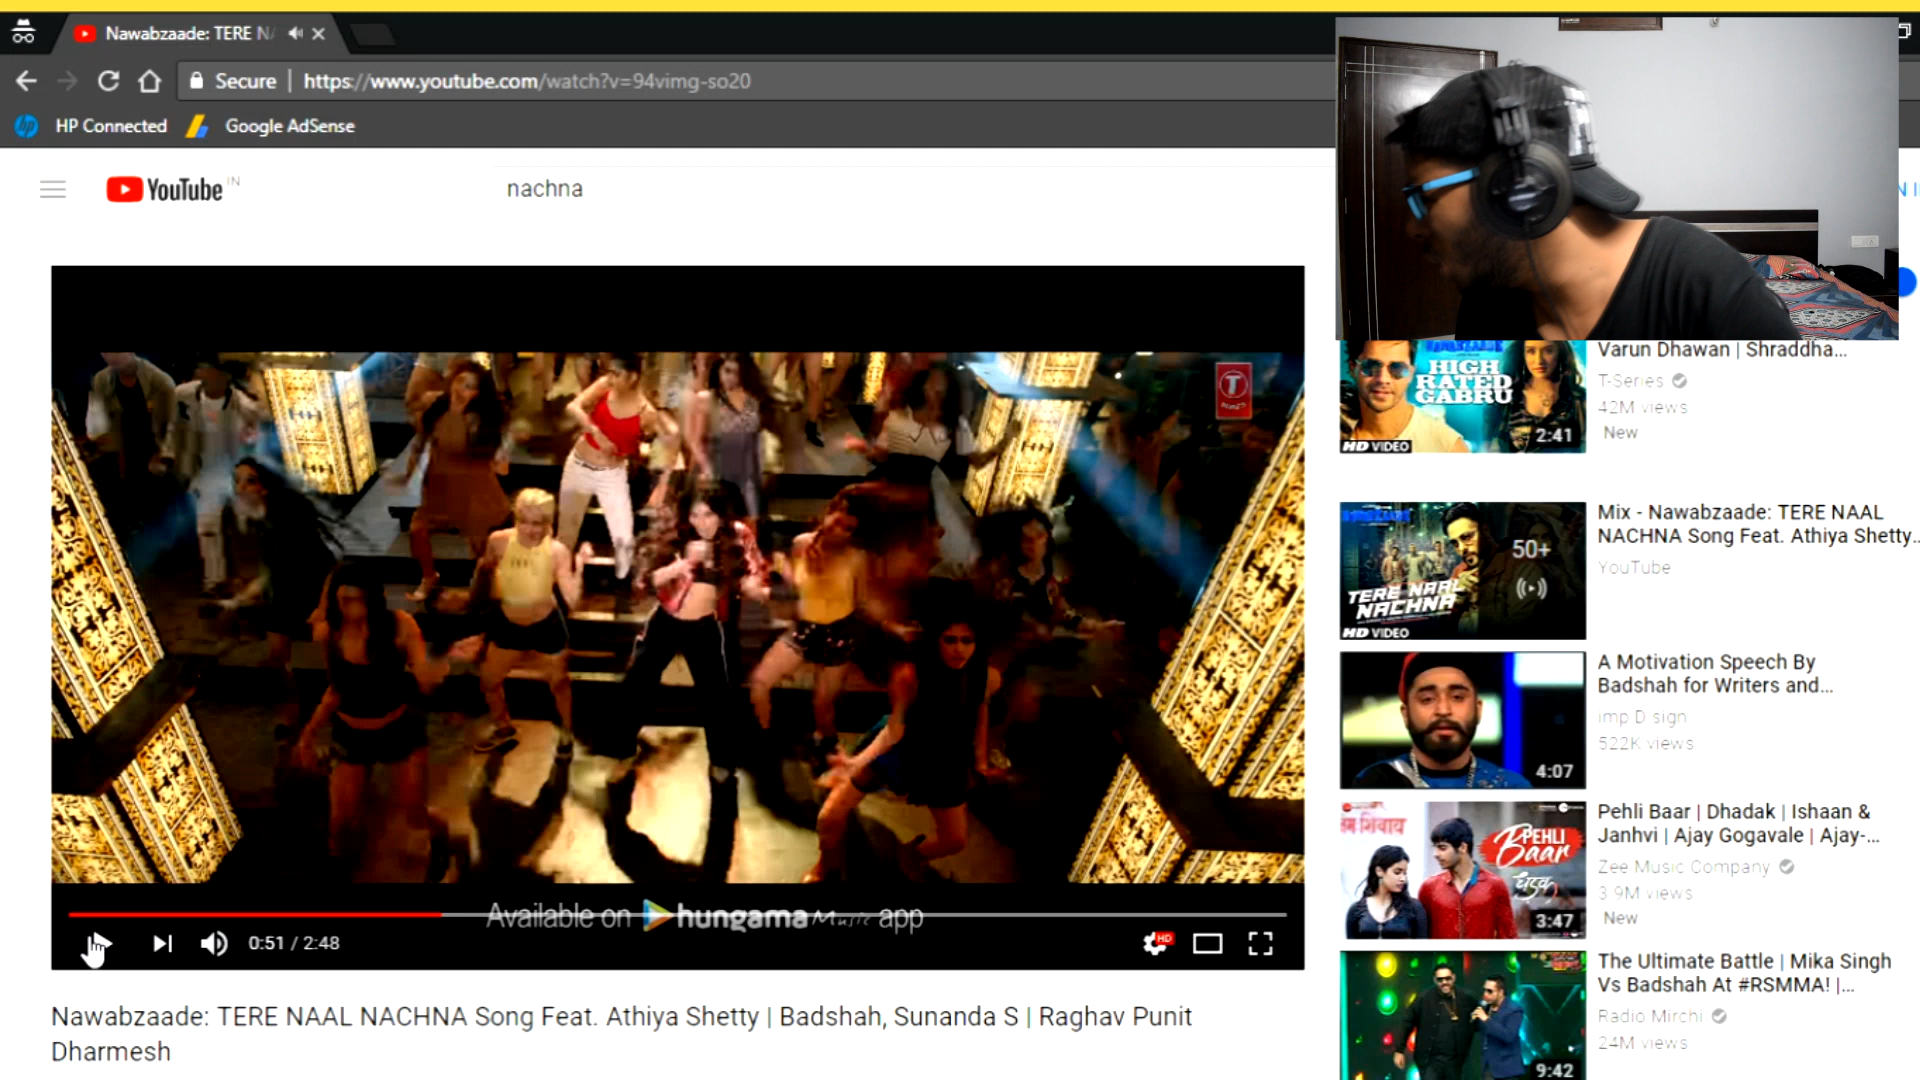 Nawabzaade: TERE N
Secure
https://www.youtube.com/watch?v=94vimg-so20
HP Connected
Google AdSense
YouTube IN
nachna
T
Available on hungama Music app
0:51 / 2:48
HD
Nawabzaade: TERE NAAL NACHNA Song Feat. Athiya Shetty | Badshah, Sunanda S | Raghav Punit
Dharmesh
HIGH
RATED
GABRU
HD VIDEO
2:41
Varun Dhawan | Shraddha...
T-Series
42M views
New
50+
TERE NAAL
NACHNA
HD VIDEO
Mix - Nawabzaade: TERE NAAL
NACHNA Song Feat. Athiya Shetty...
YouTube
4:07
A Motivation Speech By
Badshah for Writers and...
imp D sign
522K views
PEHLI
Baar
धड़क
3:47
Pehli Baar | Dhadak | Ishaan &
Janhvi | Ajay Gogavale | Ajay-...
Zee Music Company
3.9M views
New
9:42
The Ultimate Battle | Mika Singh
Vs Badshah At #RSMMA! |...
Radio Mirchi
24M views